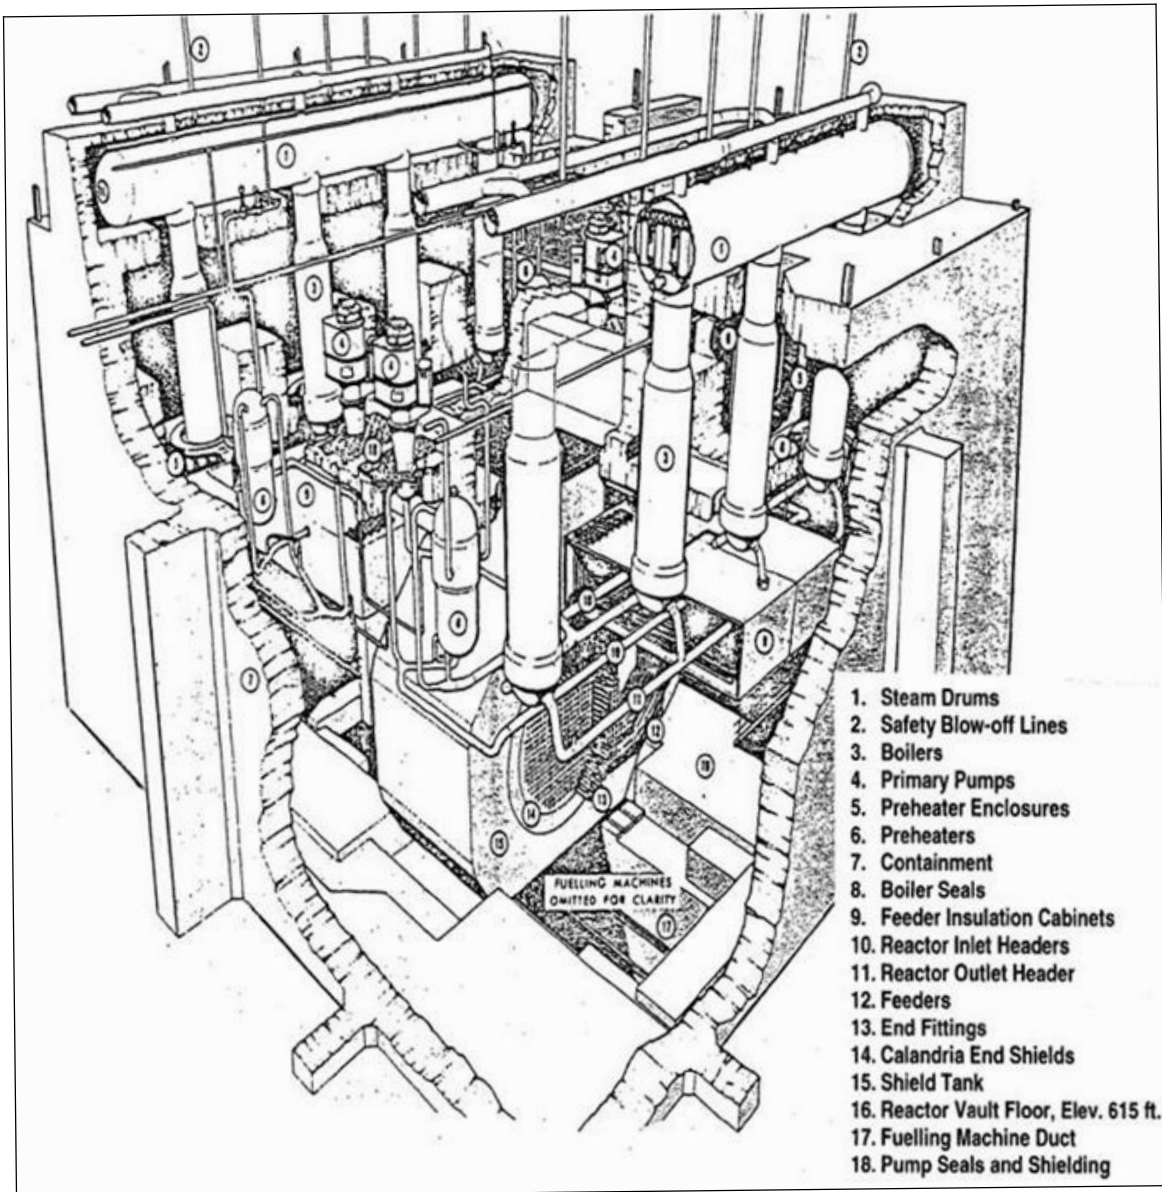 FUELLING MACHINES
OMITTED FOR CLARITY
1. Steam Drums
2. Safety Blow-off Lines
3. Boilers
4. Primary Pumps
5. Preheater Enclosures
6. Preheaters
7. Containment
8. Boiler Seals
9. Feeder Insulation Cabinets
10. Reactor Inlet Headers
11. Reactor Outlet Header
12. Feeders
13. End Fittings
14. Calandria End Shields
15. Shield Tank
16. Reactor Vault Floor, Elev. 615 ft.
17. Fuelling Machine Duct
18. Pump Seals and Shielding